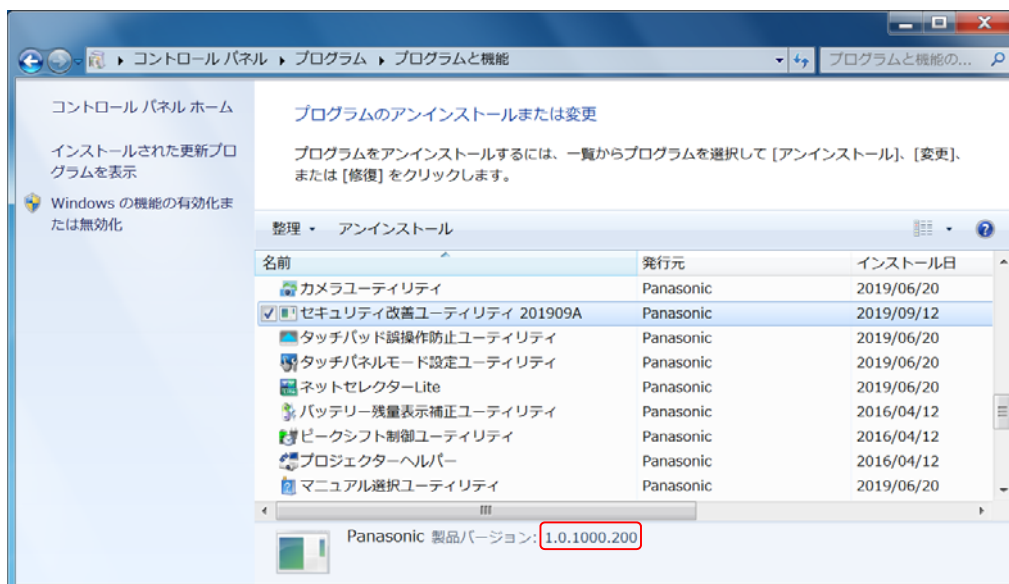 コントロール パネル ▸ プログラム ▸ プログラムと機能
プログラムと機能の...
コントロール パネル ホーム
インストールされた更新プロ
グラムを表示
Windows の機能の有効化ま
たは無効化
プログラムのアンインストールまたは変更
プログラムをアンインストールするには、一覧からプログラムを選択して [アンインストール]、[変更]、
または [修復] をクリックします。
整理 アンインストール
名前 発行元 インストール日
カメラユーティリティ Panasonic 2019/06/20
セキュリティ改善ユーティリティ 201909A Panasonic 2019/09/12
タッチパッド誤操作防止ユーティリティ Panasonic 2019/06/20
タッチパネルモード設定ユーティリティ Panasonic 2019/06/20
ネットセレクターLite Panasonic 2019/06/20
バッテリー残量表示補正ユーティリティ Panasonic 2016/04/12
ピークシフト制御ユーティリティ Panasonic 2016/04/12
プロジェクターヘルパー Panasonic 2016/04/12
マニュアル選択ユーティリティ Panasonic 2019/06/20
Panasonic 製品バージョン: 1.0.1000.200